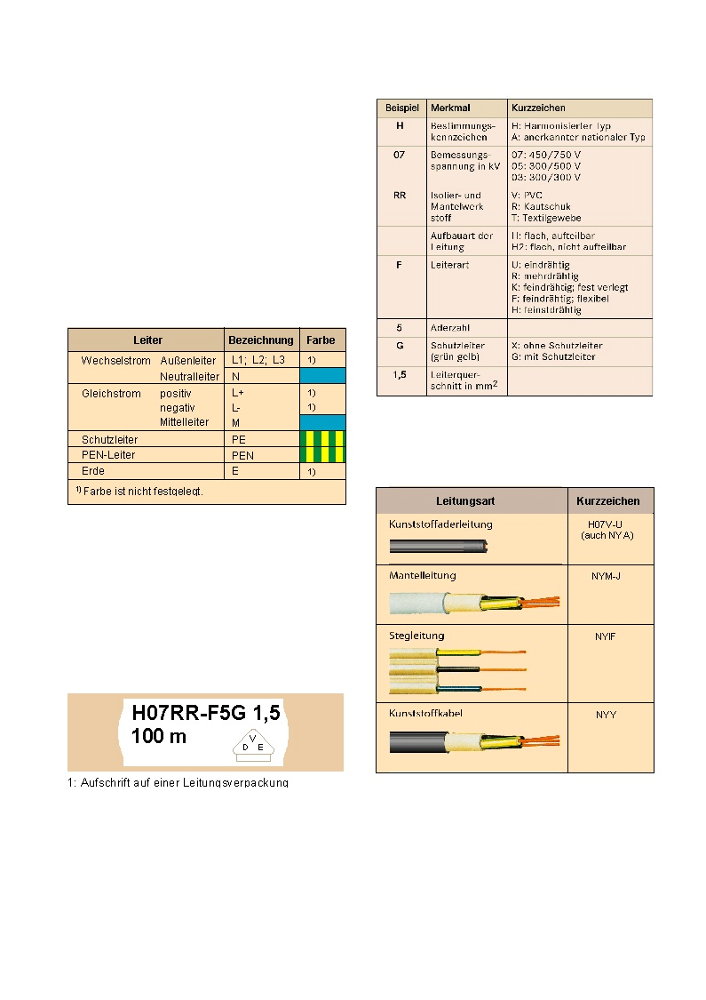 Leiter Bezeichnung Farbe
Wechselstrom Außenleiter L1; L2; L3 1)
Neutralleiter N
Gleichstrom positiv L+ 1)
negativ L- 1)
Mittelleiter M
Schutzleiter PE
PEN-Leiter PEN
Erde E 1)
1) Farbe ist nicht festgelegt.
H07RR-F5G 1,5
100 m
V
D E
1: Aufschrift auf einer Leitungsverpackung
Beispiel Merkmal Kurzzeichen
H Bestimmungs- H: Harmonisierter Typ
kennzeichen A: anerkannter nationaler Typ
07 Bemessungs- 07: 450/750 V
spannung in kV 05: 300/500 V
03: 300/300 V
RR Isolier- und V: PVC
Mantelwerk R: Kautschuk
stoff T: Textilgewebe
Aufbauart der H: flach, aufteilbar
Leitung H2: flach, nicht aufteilbar
F Leiterart U: eindrähtig
R: mehrdrähtig
K: feindrähtig; fest verlegt
F: feindrähtig; flexibel
H: feinstdrähtig
5 Aderzahl
G Schutzleiter X: ohne Schutzleiter
(grün gelb) G: mit Schutzleiter
1,5 Leiterquer-
schnitt in mm2
Leitungsart Kurzzeichen
Kunststoffaderleitung H07V-U
(auch NYA)
Mantelleitung NYM-J
Stegleitung NYIF
Kunststoffkabel NYY